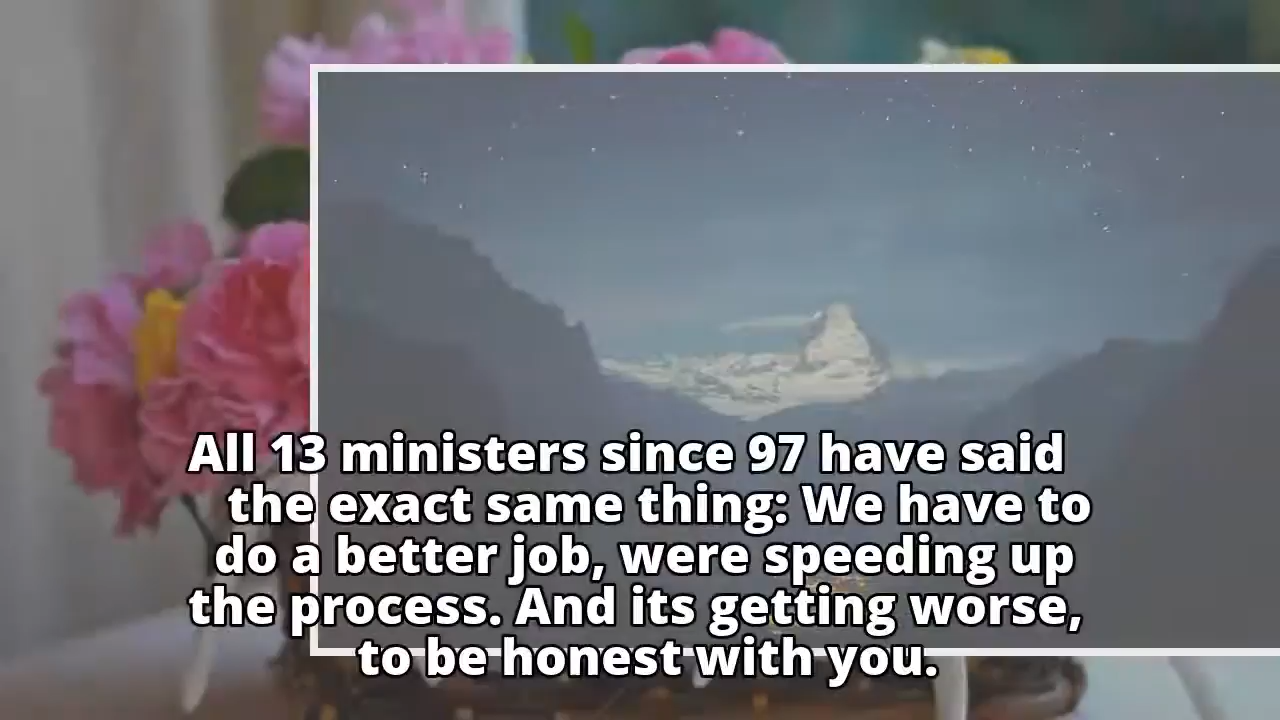 All 13 ministers since 97 have said
the exact same thing: We have to
do a better job, were speeding up
the process. And its getting worse,
to be honest with you.